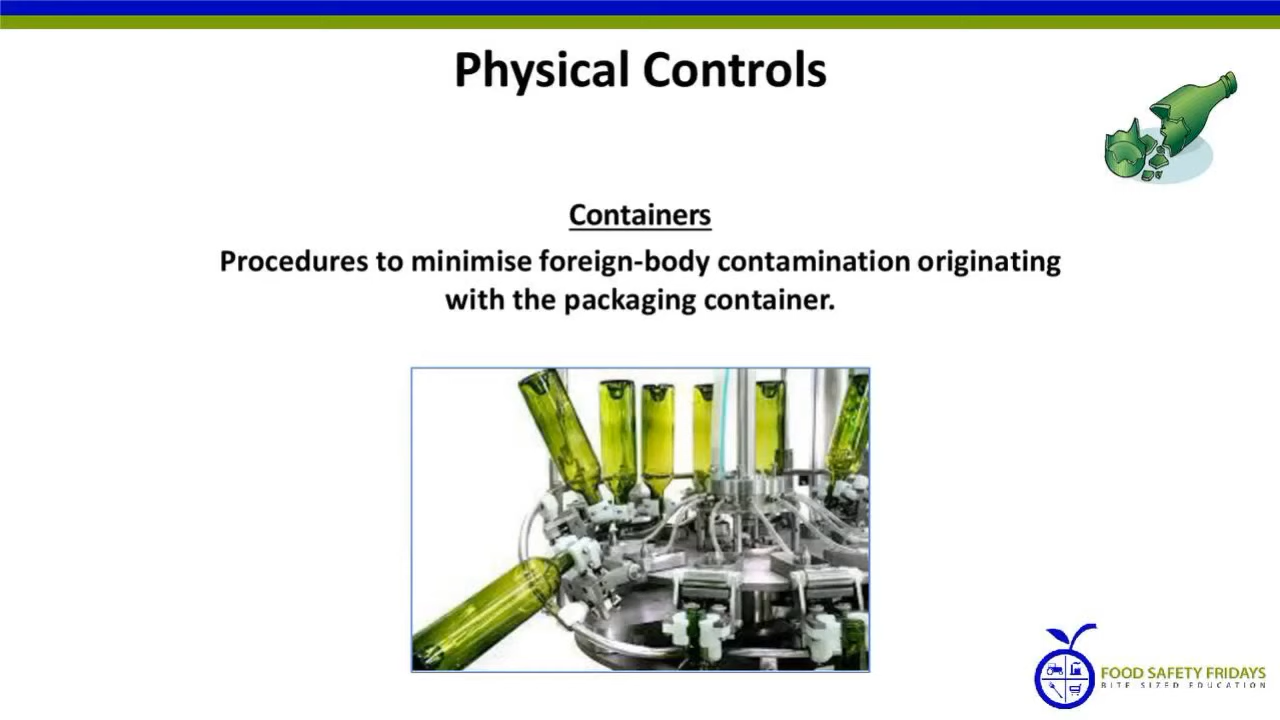 Physical Controls
Containers
Procedures to minimise foreign-body contamination originating
with the packaging container.
FOOD SAFETY FRIDAYS
BITE SIZED EDUCATION